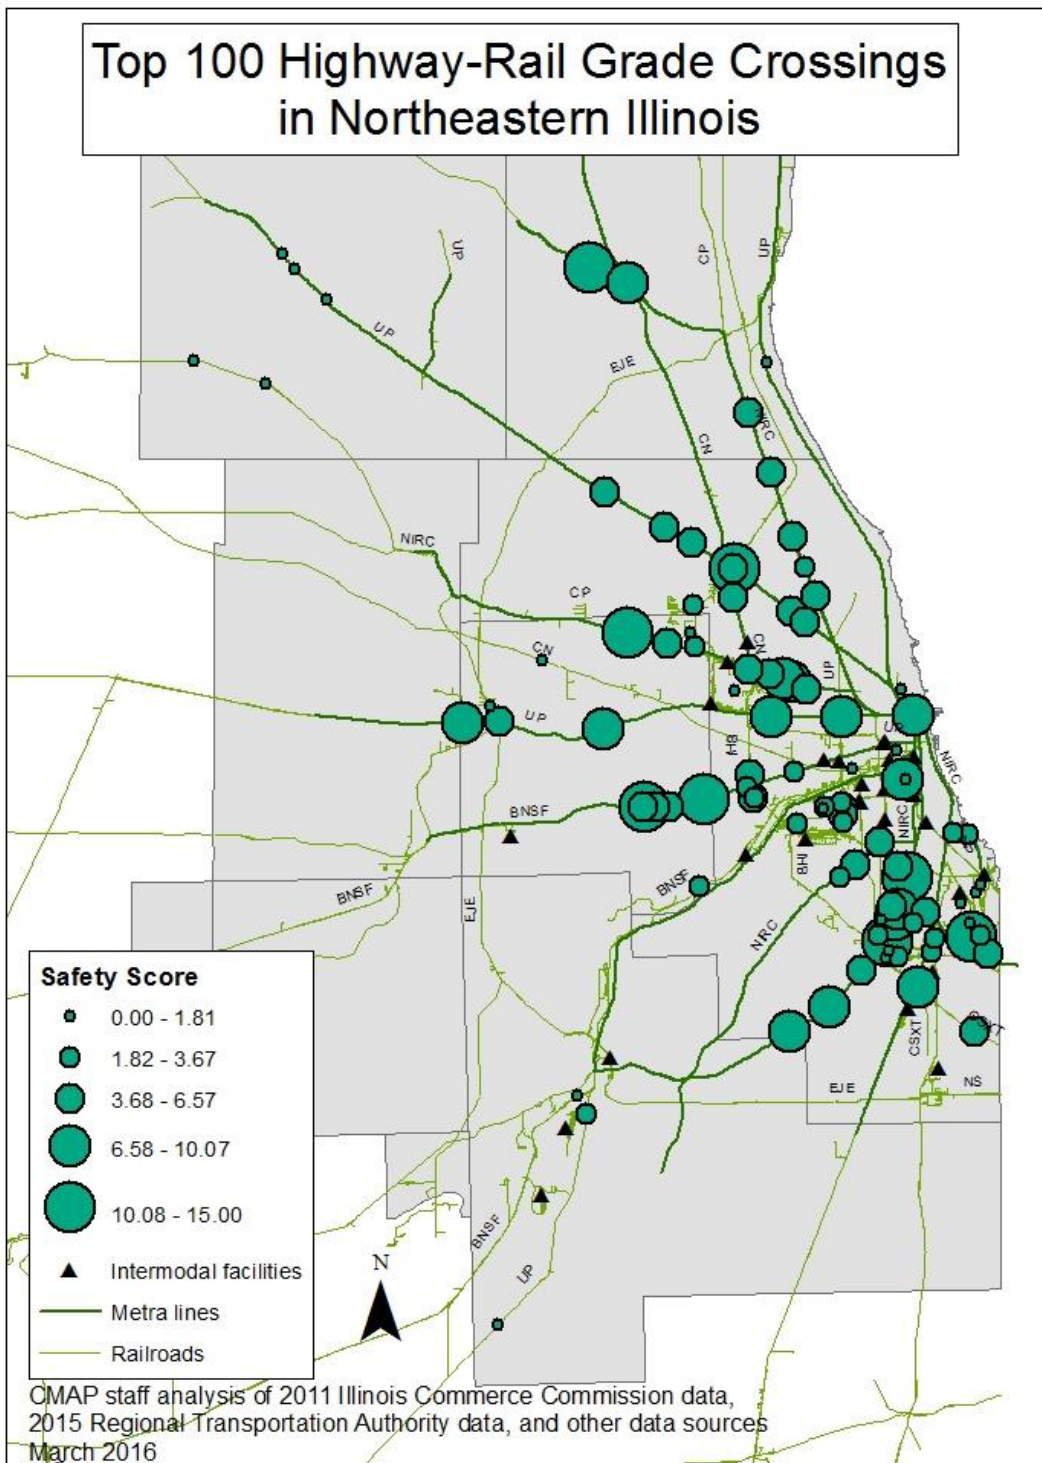 Top 100 Highway-Rail Grade Crossings
in Northeastern Illinois
UP
CP
UP
UP
EJE
NIRC
CN
NIRC
CP
CN
CN
UP
UP
IHB
UP
NIRC
BNSF
NIRC
BHI
BNSF
BNSF
EJE
NIRC
CSXT
CSXT
EJE
NS
BNSF
UP
Safety Score
0.00 - 1.81
1.82 - 3.67
3.68 - 6.57
6.58 - 10.07
10.08 - 15.00
Intermodal facilities
Metra lines
Railroads
N
CMAP staff analysis of 2011 Illinois Commerce Commission data,
2015 Regional Transportation Authority data, and other data sources
March 2016